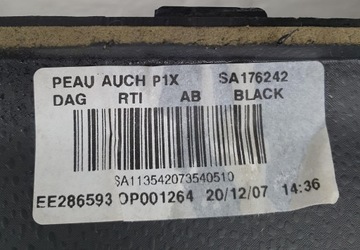 PEAU AUCH P1X SA176242
DAG RTI AB BLACK
SA113542073540510
EE286593 OP001264 20/12/07 14:36